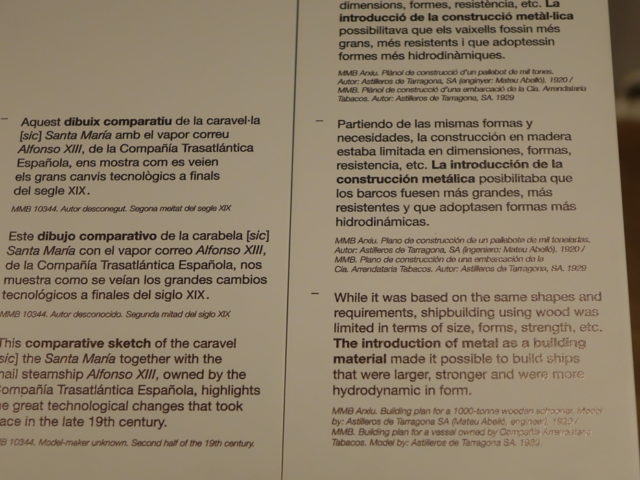 Aquest dibuix comparatiu de la caravel·la
[sic] Santa María amb el vapor correu
Alfonso XIII, de la Compañía Trasatlántica
Española, ens mostra com es veien
els grans canvis tecnològics a finals
del segle XIX.
MMB 10344. Autor desconegut. Segona meitat del segle XIX
Este dibujo comparativo de la carabela [sic]
Santa María con el vapor correo Alfonso XIII,
de la Compañía Trasatlántica Española, nos
muestra como se veían los grandes cambios
tecnológicos a finales del siglo XIX.
MMB 10344. Autor desconocido. Segunda mitad del siglo XIX
This comparative sketch of the caravel
[sic] the Santa María together with the
mail steamship Alfonso XIII, owned by the
Compañía Trasatlántica Española, highlights
the great technological changes that took
place in the late 19th century.
MMB 10344. Model-maker unknown. Second half of the 19th century.
dimensions, formes, resistència, etc. La
introducció de la construcció metàl·lica
possibilitava que els vaixells fossin més
grans, més resistents i que adoptessin
formes més hidrodinàmiques.
MMB Arxiu. Plànol de construcció d'un pailebot de mil tones.
Autor: Astilleros de Tarragona, SA (enginyer: Mateu Abelló). 1920 /
MMB. Plànol de construcció d'una embarcació de la Cia. Arrendataria
Tabacos. Autor: Astilleros de Tarragona, SA. 1929
Partiendo de las mismas formas y
necesidades, la construcción en madera
estaba limitada en dimensiones, formas,
resistencia, etc. La introducción de la
construcción metálica posibilitaba que
los barcos fuesen más grandes, más
resistentes y que adoptasen formas más
hidrodinámicas.
MMB Arxiu. Plano de construcción de un pailebote de mil toneladas.
Autor: Astilleros de Tarragona, SA (ingeniero: Mateu Abelló). 1920 /
MMB. Plano de construcción de una embarcación de la
Cia. Arrendataria Tabacos. Autor: Astilleros de Tarragona, SA. 1929
While it was based on the same shapes and
requirements, shipbuilding using wood was
limited in terms of size, forms, strength, etc.
The introduction of metal as a building
material made it possible to build ships
that were larger, stronger and were more
hydrodynamic in form.
MMB Arxiu. Building plan for a 1000-tonne wooden schooner. Model
by: Astilleros de Tarragona SA (Mateu Abelló, engineer). 1920 /
MMB. Building plan for a vessel owned by Compañía Arrendataria
Tabacos. Model by: Astilleros de Tarragona SA.